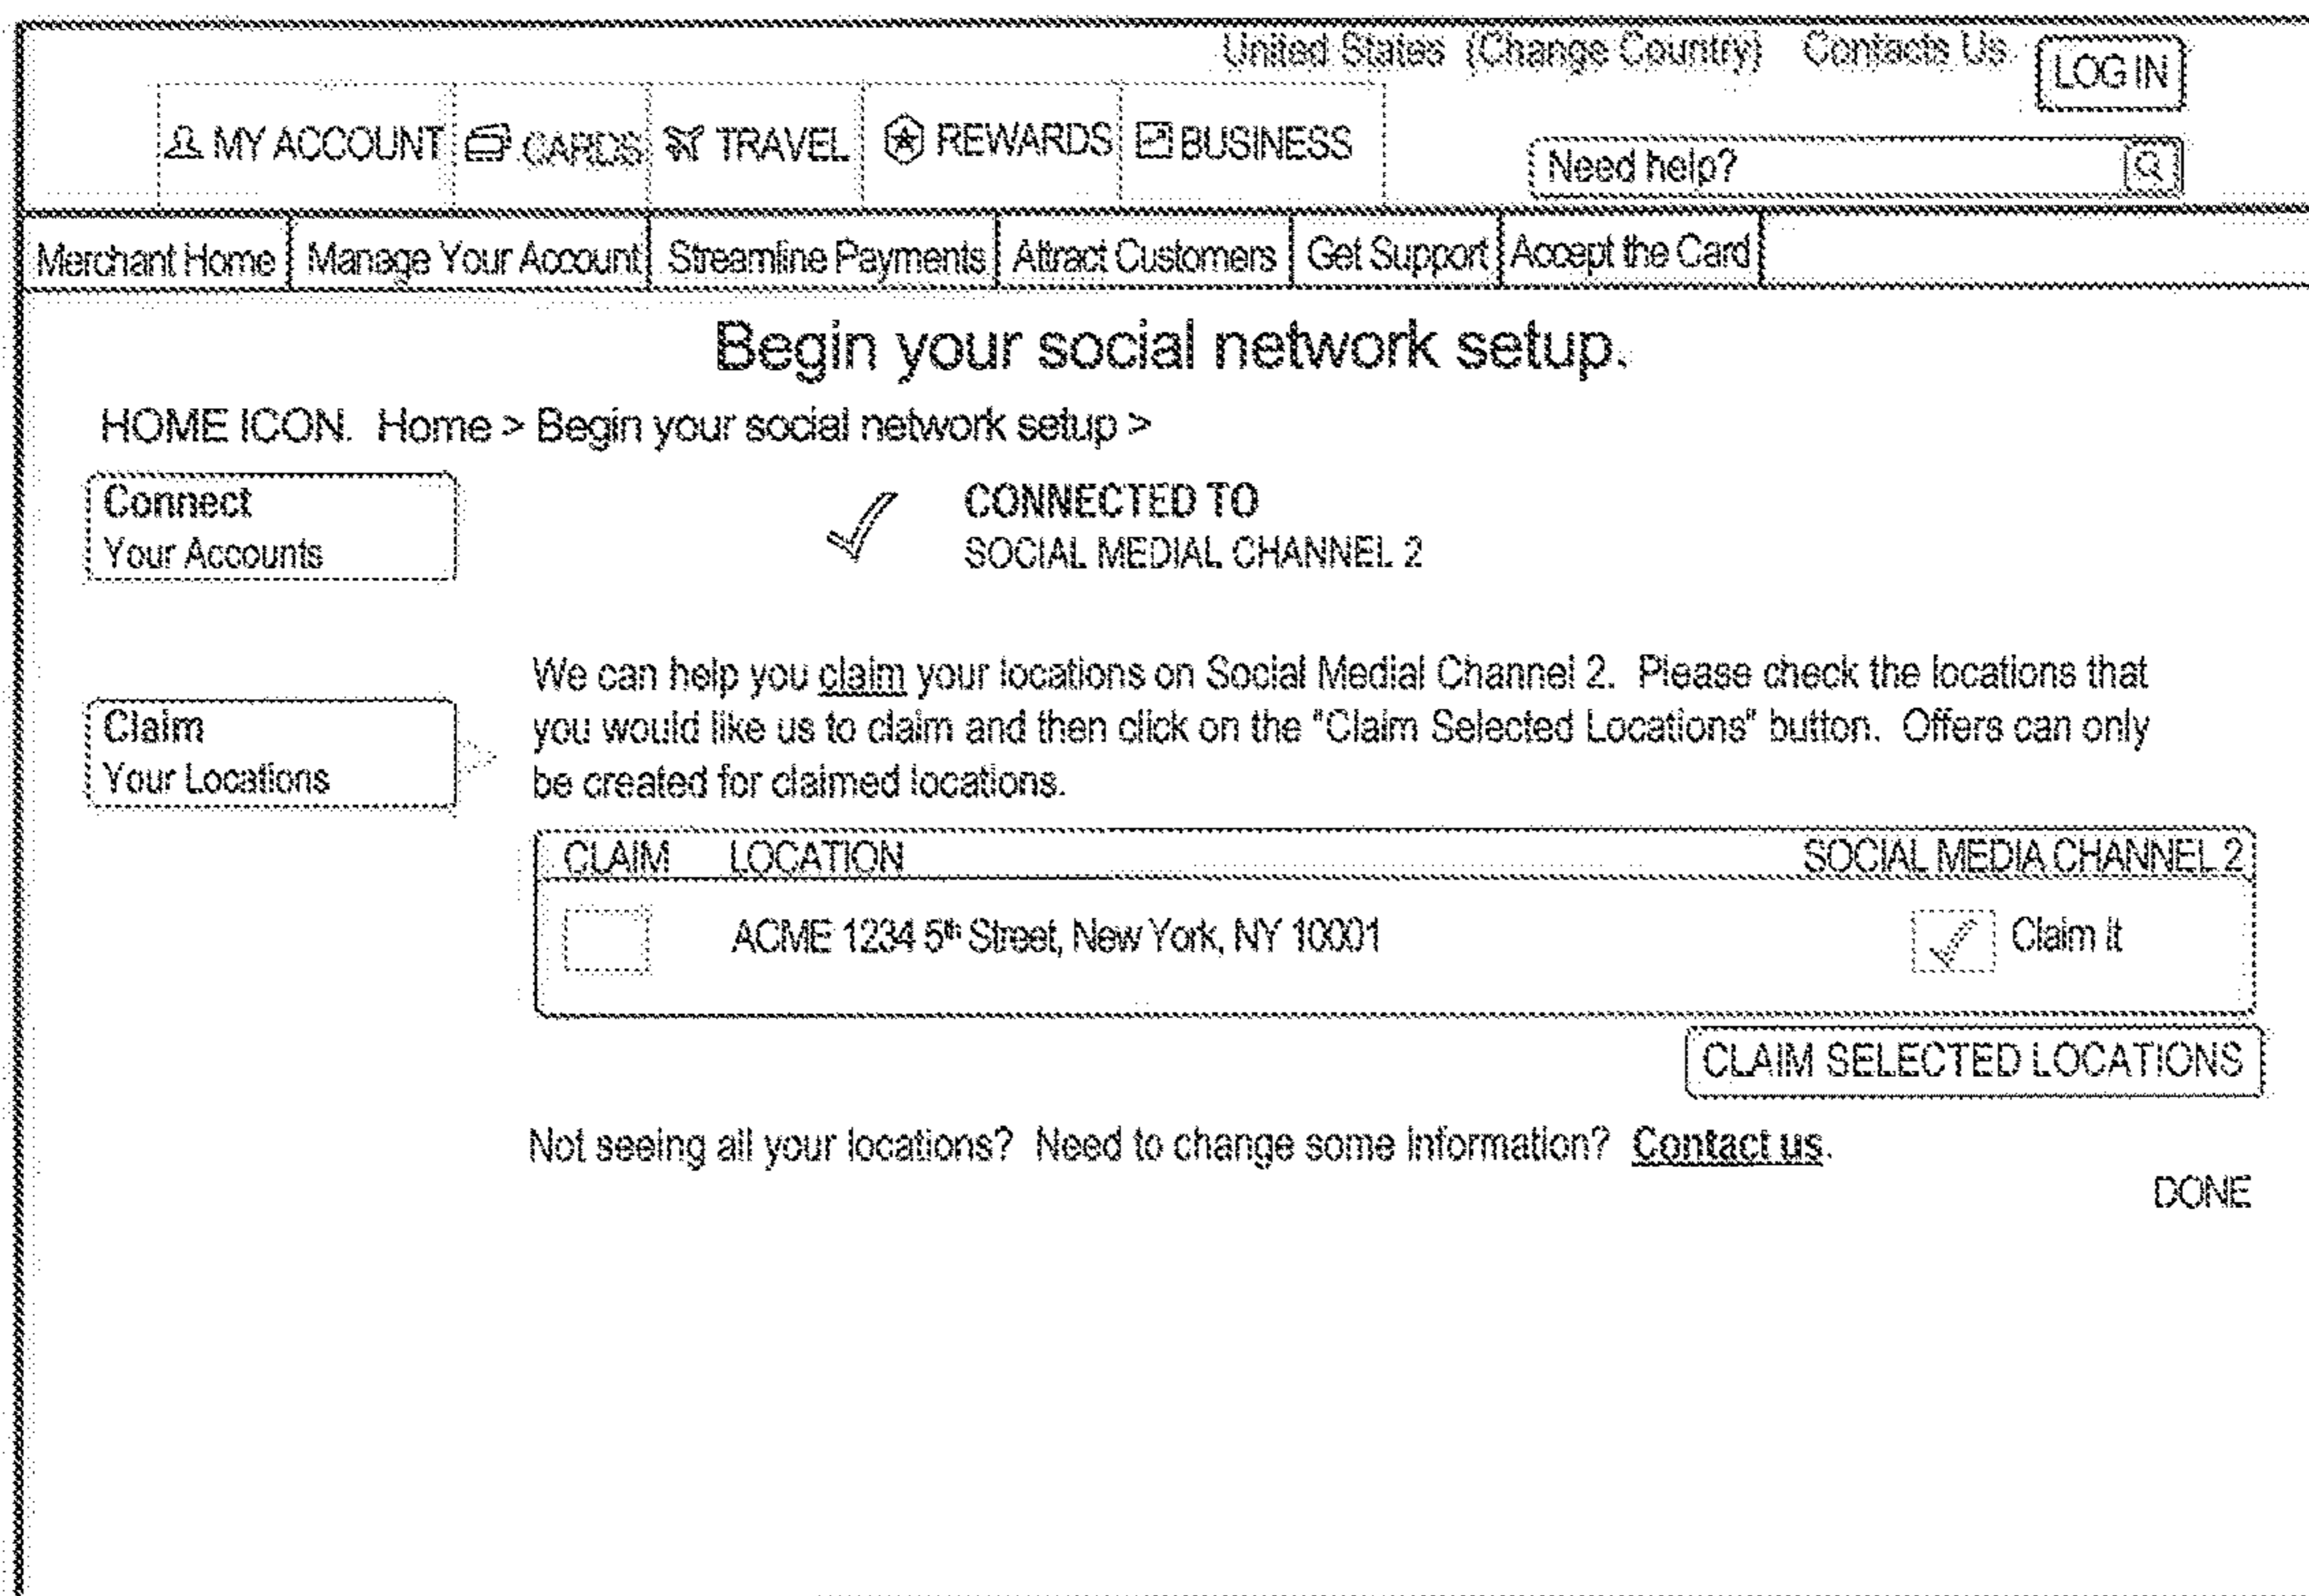 United States (Change Country) Contacts Us LOG IN
MY ACCOUNT CARDS TRAVEL REWARDS BUSINESS
Need help?
Merchant Home Manage Your Account Streamline Payments Attract Customers Get Support Accept the Card
Begin your social network setup.
HOME ICON. Home > Begin your social network setup >
Connect
Your Accounts
CONNECTED TO
SOCIAL MEDIAL CHANNEL 2
Claim
Your Locations
We can help you claim your locations on Social Medial Channel 2. Please check the locations that
you would like us to claim and then click on the "Claim Selected Locations" button. Offers can only
be created for claimed locations.
CLAIM LOCATION SOCIAL MEDIA CHANNEL 2
ACME 1234 5th Street, New York, NY 10001 Claim it
CLAIM SELECTED LOCATIONS
Not seeing all your locations? Need to change some information? Contact us.
DONE